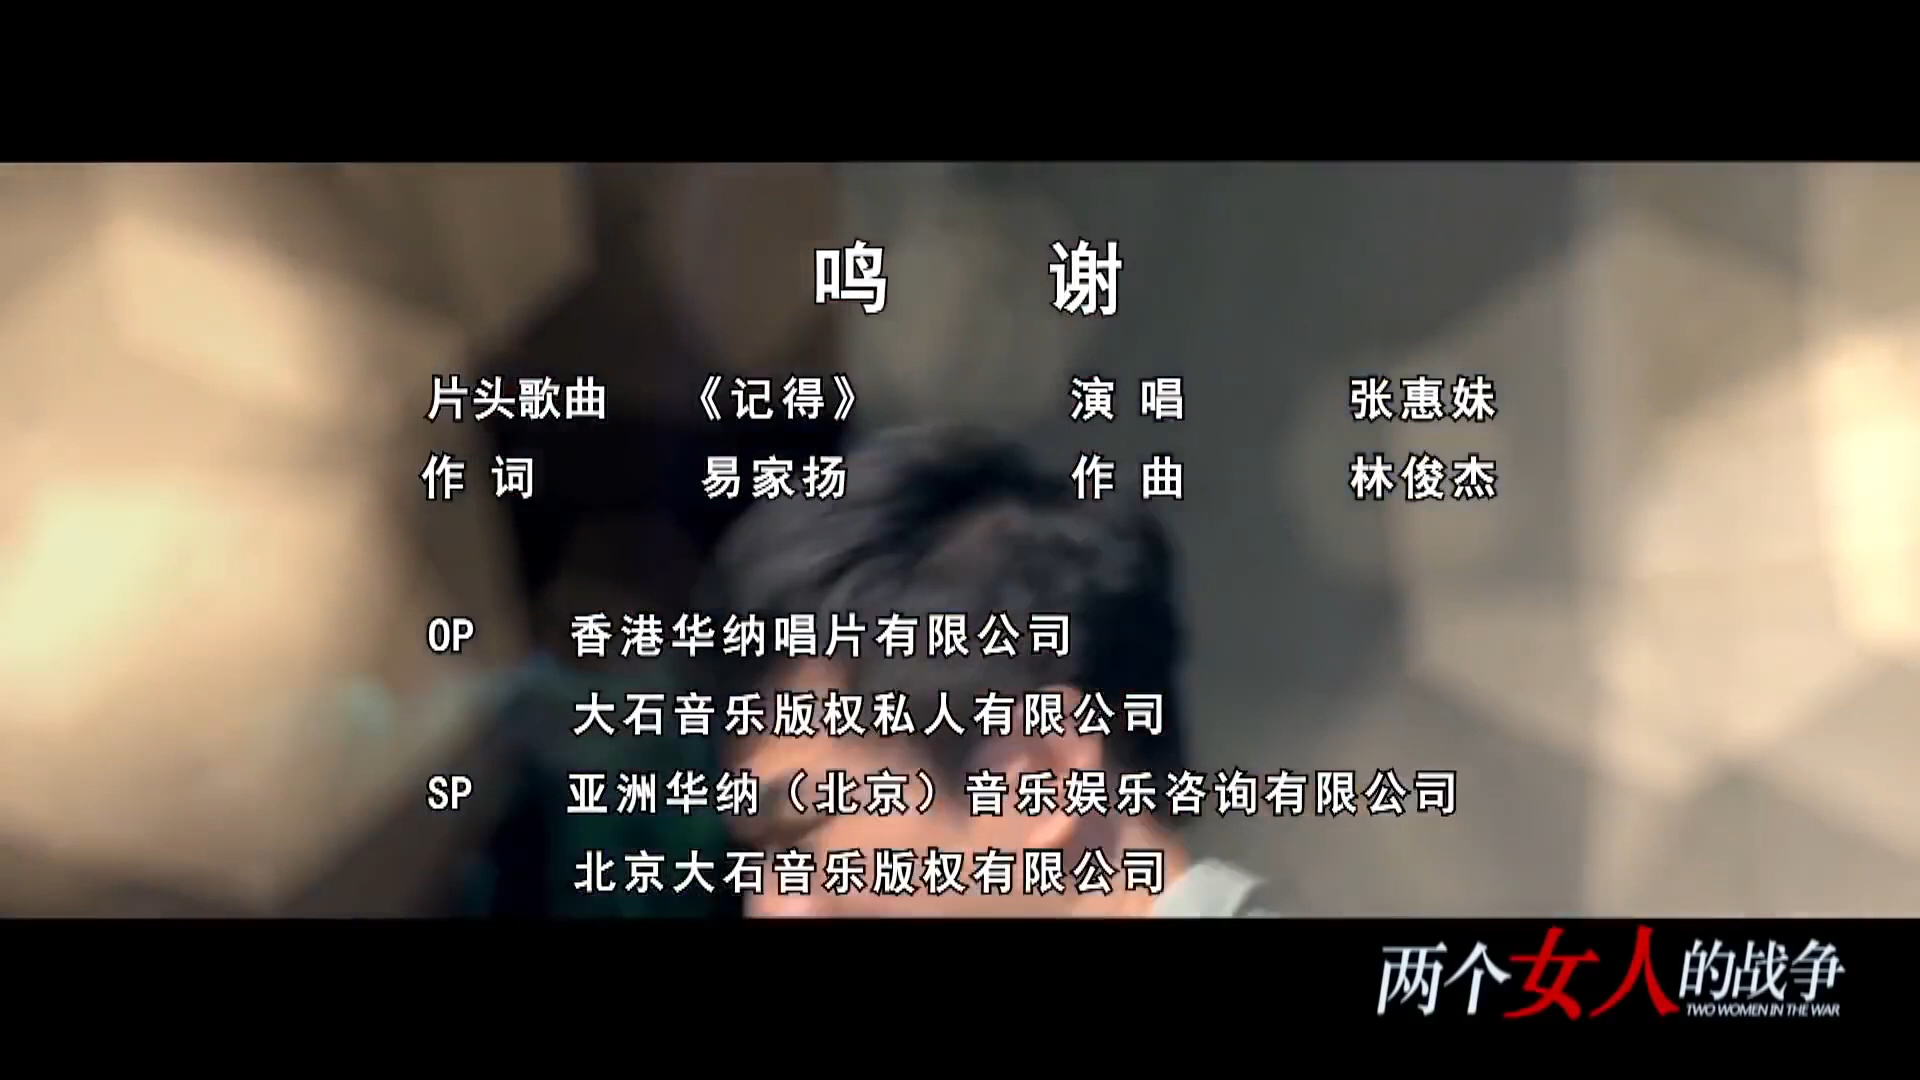 鸣 谢
片头歌曲 《记得》 演 唱 张惠妹
作 词 易家扬 作 曲 林俊杰
OP 香港华纳唱片有限公司
大石音乐版权私人有限公司
SP 亚洲华纳（北京）音乐娱乐咨询有限公司
北京大石音乐版权有限公司
两个女人的战争
TWO WOMEN IN THE WAR